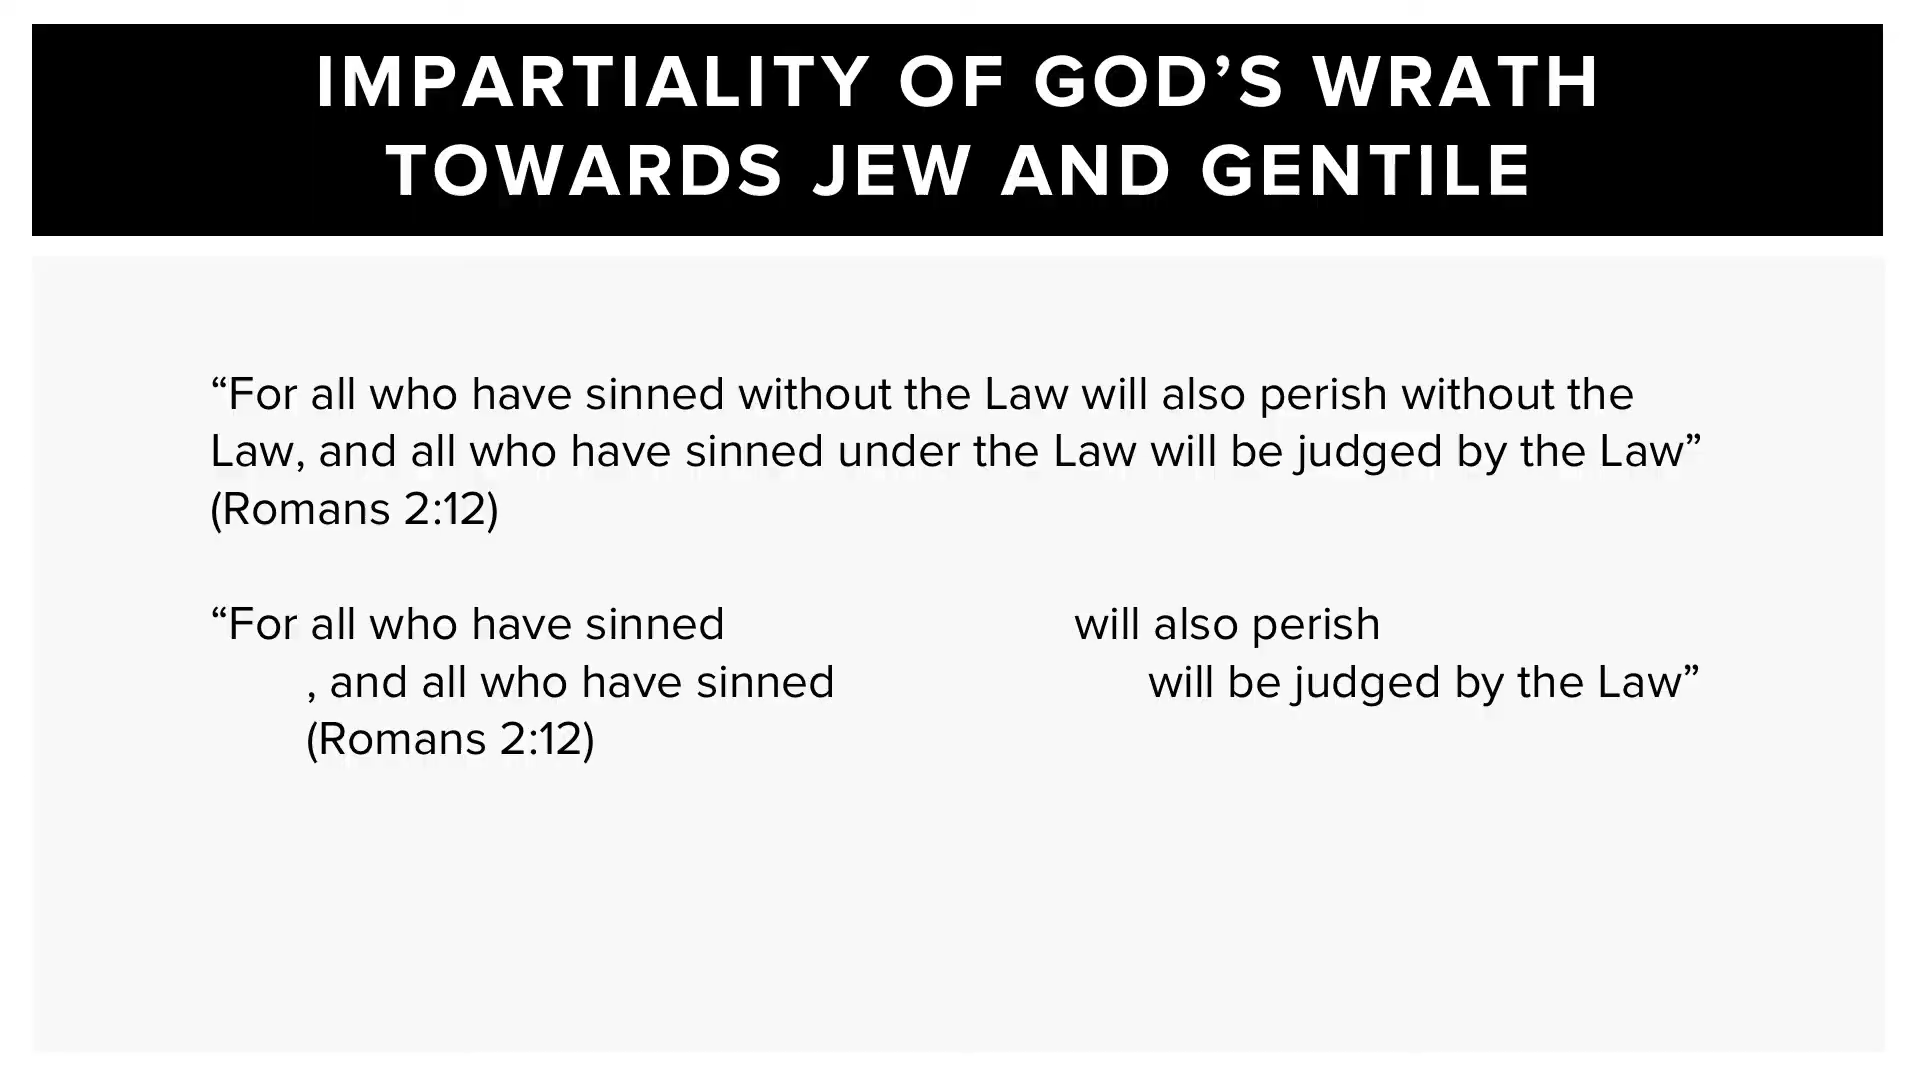 IMPARTIALITY OF GOD’S WRATH
TOWARDS JEW AND GENTILE
“For all who have sinned without the Law will also perish without the
Law, and all who have sinned under the Law will be judged by the Law”
(Romans 2:12)
“For all who have sinned will also perish
, and all who have sinned will be judged by the Law”
(Romans 2:12)